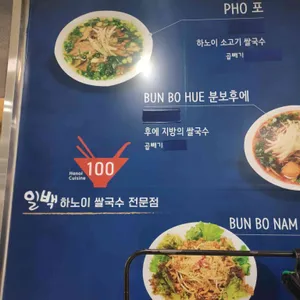 PHO 포
하노이 소고기 쌀국수
곱빼기
BUN BO HUE 분보후에
후에 지방의 쌀국수
곱빼기
100
Hanoi
Cuisine
일백 하노이 쌀국수 전문점
BUN BO NAM